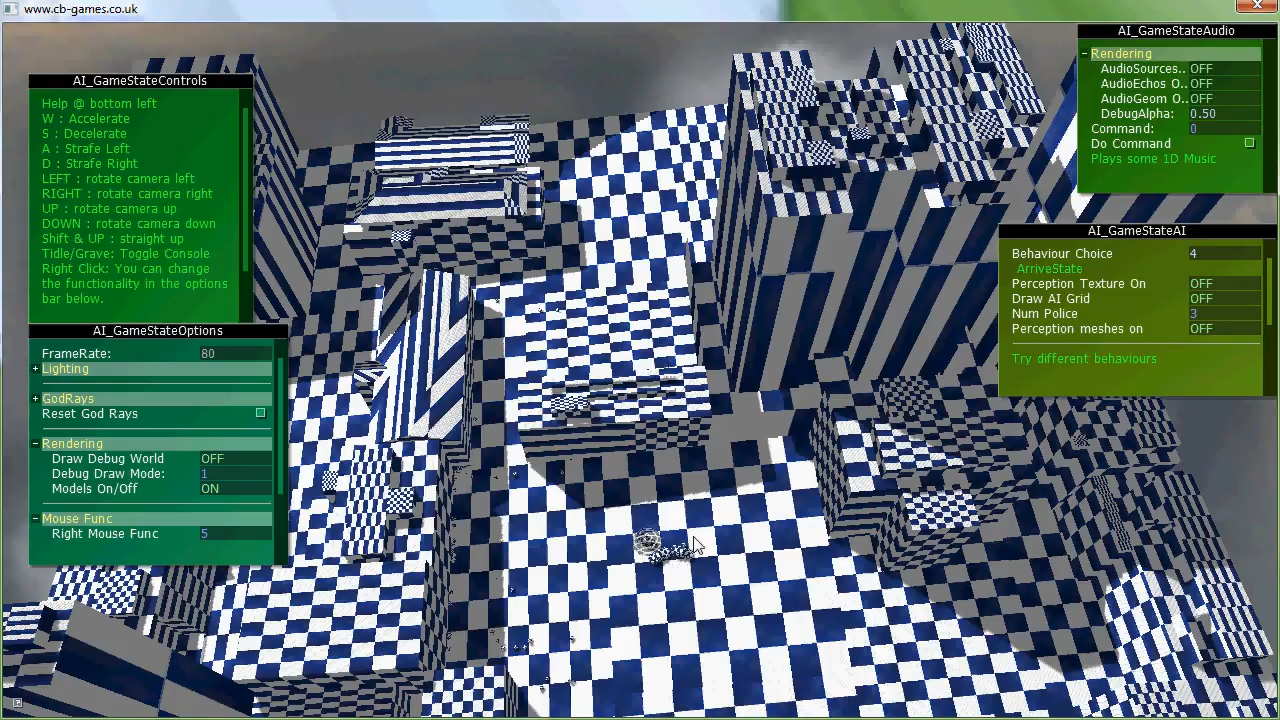 www.cb-games.co.uk
AI_GameStateControls
Help @ bottom left
W : Accelerate
S : Decelerate
A : Strafe Left
D : Strafe Right
LEFT : rotate camera left
RIGHT : rotate camera right
UP : rotate camera up
DOWN : rotate camera down
Shift & UP : straight up
Tidle/Grave: Toggle Console
Right Click: You can change
the functionality in the options
bar below.
AI_GameStateOptions
FrameRate: 80
+ Lighting
+ GodRays
Reset God Rays
- Rendering
Draw Debug World OFF
Debug Draw Mode: 1
Models On/Off ON
- Mouse Func
Right Mouse Func 5
AI_GameStateAudio
- Rendering
AudioSources.. OFF
AudioEchos O.. OFF
AudioGeom O.. OFF
DebugAlpha: 0.50
Command: 0
Do Command
Plays some 1D Music
AI_GameStateAI
Behaviour Choice 4
ArriveState
Perception Texture On OFF
Draw AI Grid OFF
Num Police 3
Perception meshes on OFF
Try different behaviours
?